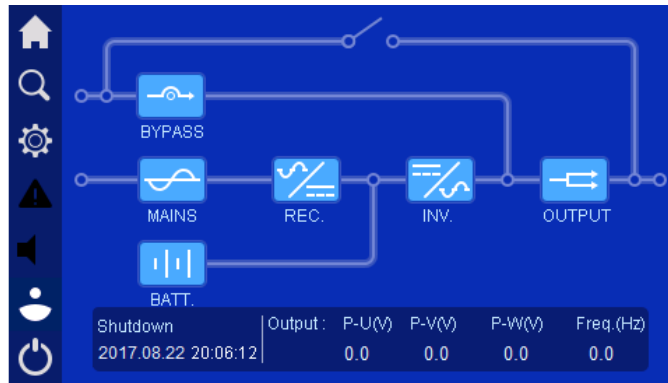 BYPASS
MAINS REC. INV. OUTPUT
BATT.
Shutdown Output : P-U(V) P-V(V) P-W(V) Freq.(Hz)
2017.08.22 20:06:12 0.0 0.0 0.0 0.0